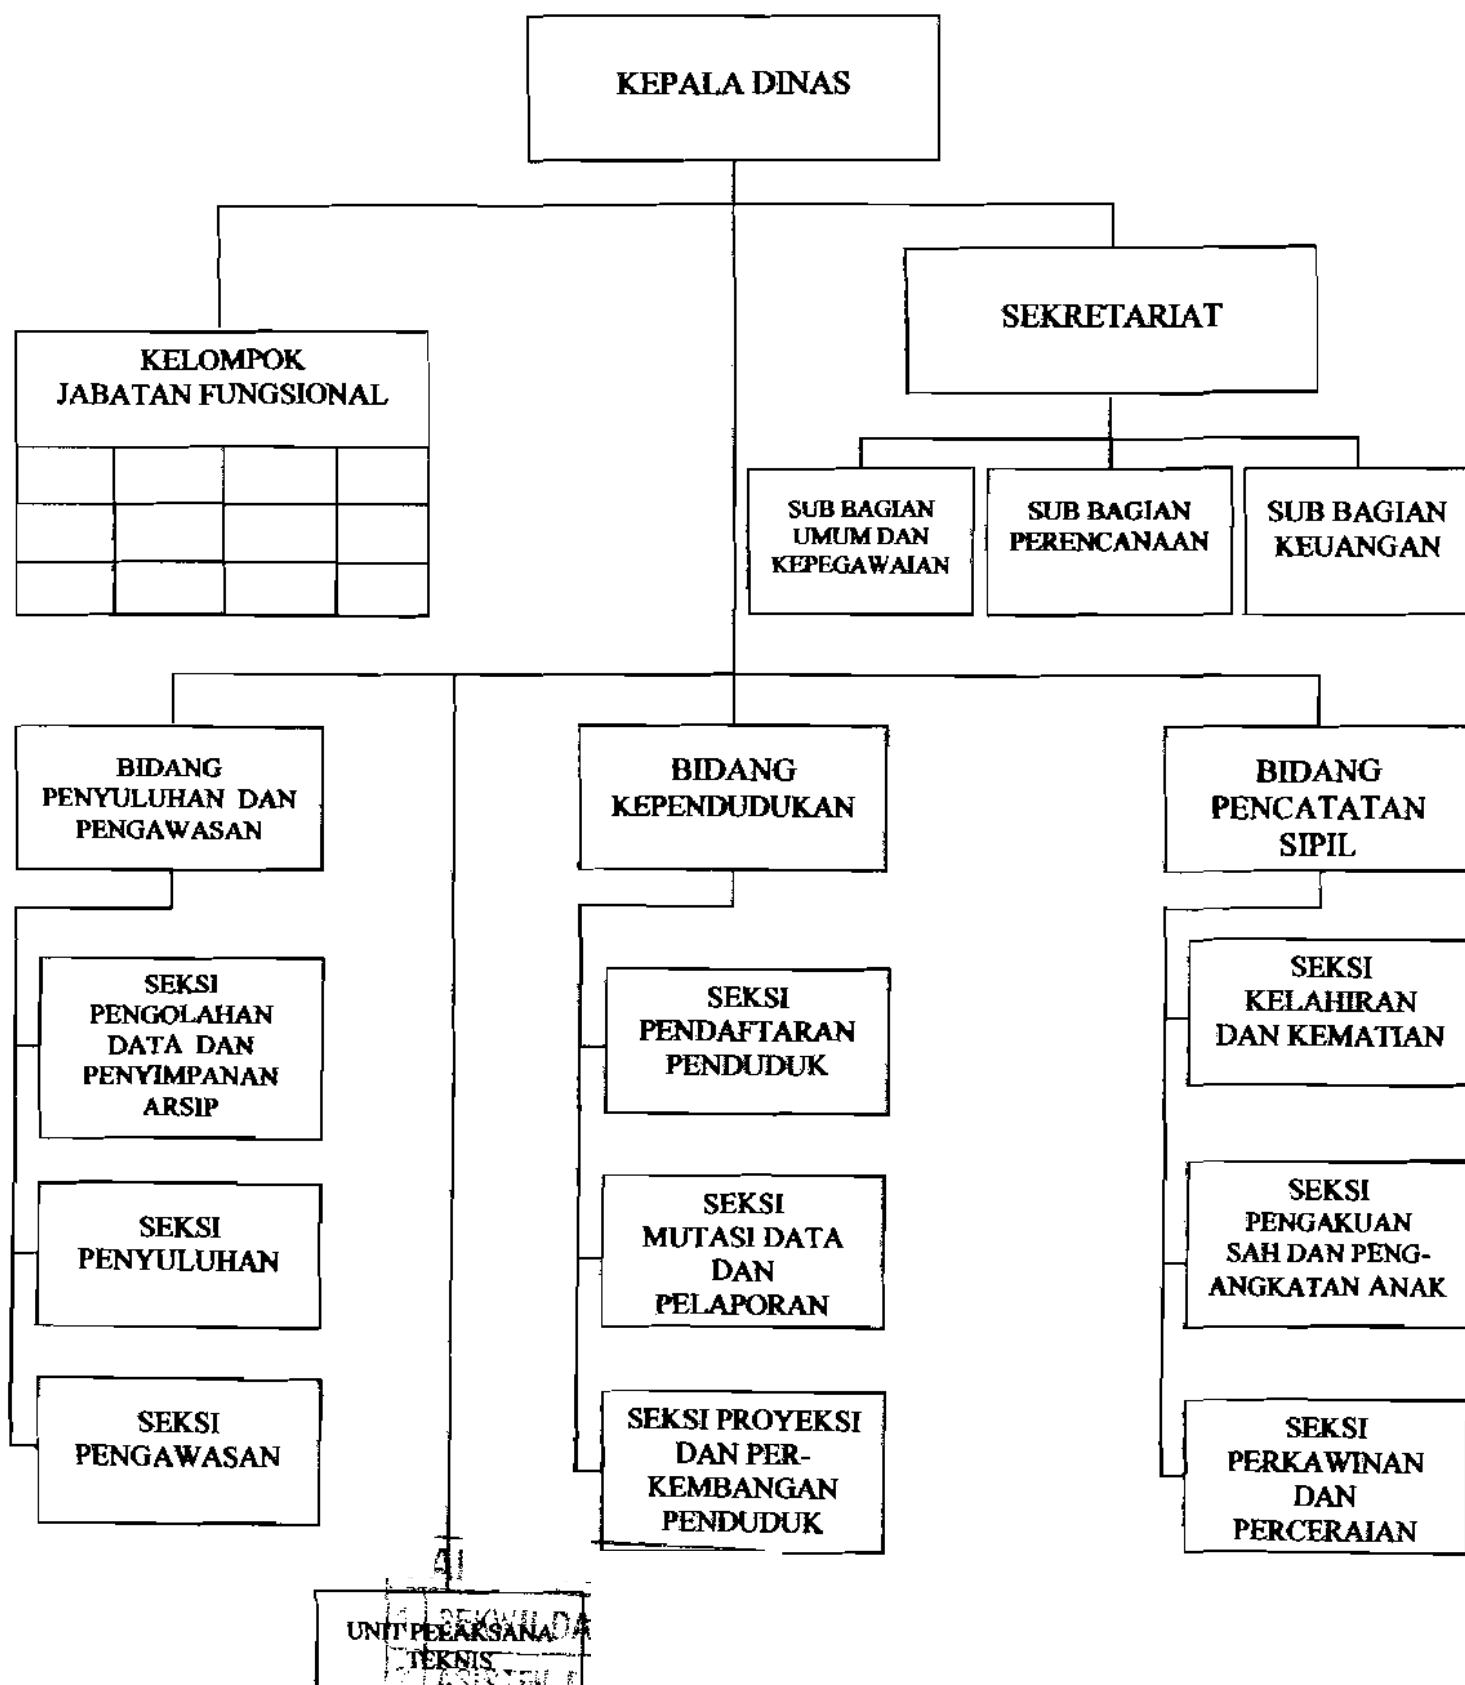 KEPALA DINAS
SEKRETARIAT
KELOMPOK
JABATAN FUNGSIONAL
SUB BAGIAN
UMUM DAN
KEPEGAWAIAN
SUB BAGIAN
PERENCANAAN
SUB BAGIAN
KEUANGAN
BIDANG
PENYULUHAN DAN
PENGAWASAN
BIDANG
KEPENDUDUKAN
BIDANG
PENCATATAN
SIPIL
SEKSI
PENGOLAHAN
DATA DAN
PENYIMPANAN
ARSIP
SEKSI
PENYULUHAN
SEKSI
PENGAWASAN
SEKSI
PENDAFTARAN
PENDUDUK
SEKSI
MUTASI DATA
DAN
PELAPORAN
SEKSI PROYEKSI
DAN PER-
KEMBANGAN
PENDUDUK
SEKSI
KELAHIRAN
DAN KEMATIAN
SEKSI
PENGAKUAN
SAH DAN PENG-
ANGKATAN ANAK
SEKSI
PERKAWINAN
DAN
PERCERAIAN
UNIT PELAKSANA
TEKNIS